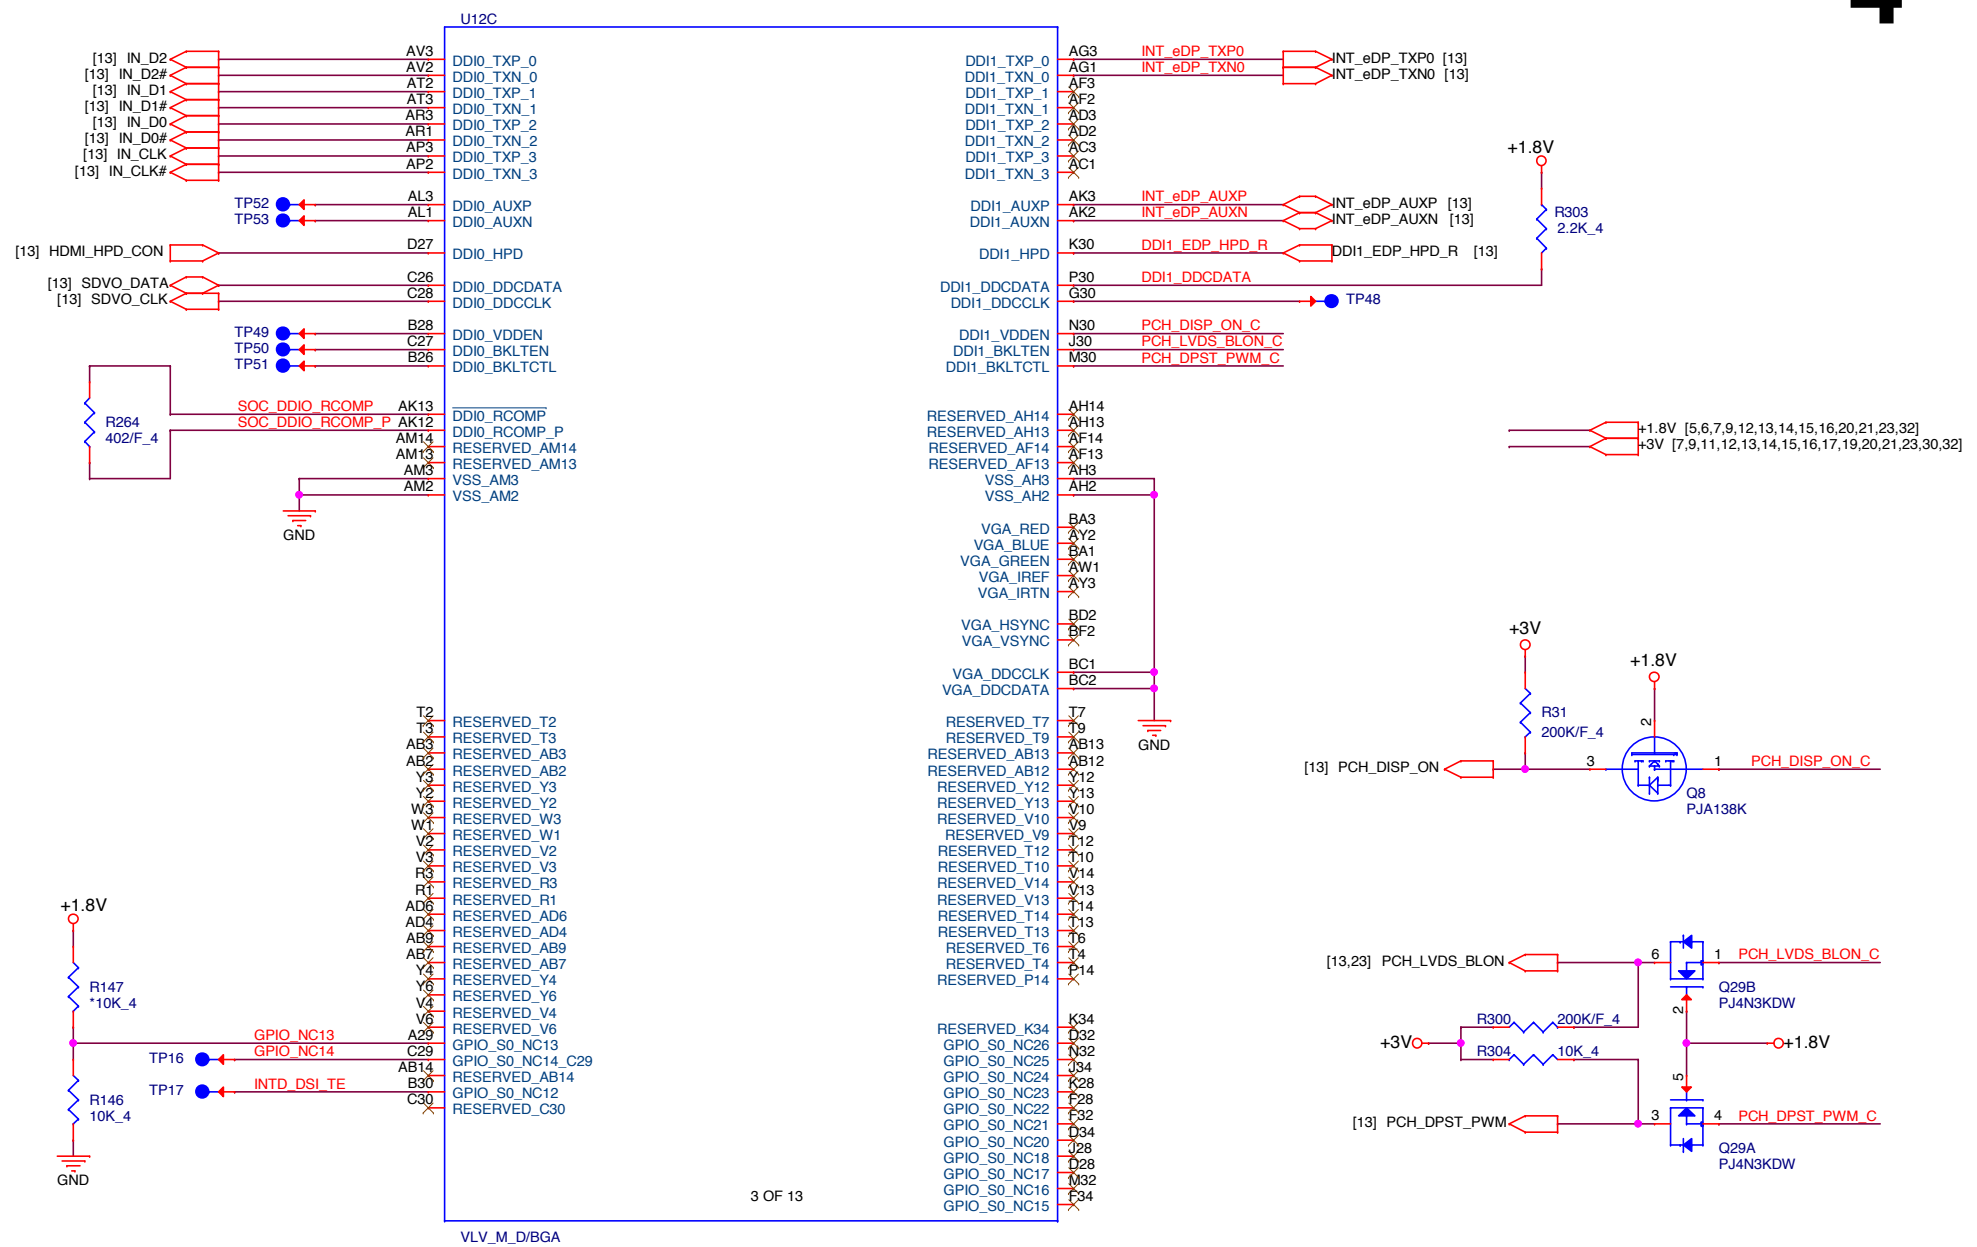 U12C
[13] IN_D2 AV3 DDI0_TXP_0
[13] IN_D2# AV2 DDI0_TXN_0
[13] IN_D1 AT2 DDI0_TXP_1
[13] IN_D1# AT3 DDI0_TXN_1
[13] IN_D0 AR3 DDI0_TXP_2
[13] IN_D0# AR1 DDI0_TXN_2
[13] IN_CLK AP3 DDI0_TXP_3
[13] IN_CLK# AP2 DDI0_TXN_3
TP52 AL3 DDI0_AUXP
TP53 AL1 DDI0_AUXN
[13] HDMI_HPD_CON D27 DDI0_HPD
[13] SDVO_DATA C26 DDI0_DDCDATA
[13] SDVO_CLK C28 DDI0_DDCCLK
TP49 B28 DDI0_VDDEN
TP50 C27 DDI0_BKLTEN
TP51 B26 DDI0_BKLTCTL
R264
402/F_4
SOC_DDIO_RCOMP AK13 DDI0_RCOMP
SOC_DDIO_RCOMP_P AK12 DDI0_RCOMP_P
AM14 RESERVED_AM14
AM13 RESERVED_AM13
AM3 VSS_AM3
AM2 VSS_AM2
GND
T2 RESERVED_T2
T3 RESERVED_T3
AB3 RESERVED_AB3
AB2 RESERVED_AB2
Y3 RESERVED_Y3
Y2 RESERVED_Y2
W3 RESERVED_W3
W1 RESERVED_W1
V2 RESERVED_V2
V3 RESERVED_V3
R3 RESERVED_R3
R1 RESERVED_R1
AD6 RESERVED_AD6
AD4 RESERVED_AD4
AB9 RESERVED_AB9
AB7 RESERVED_AB7
Y4 RESERVED_Y4
Y6 RESERVED_Y6
V4 RESERVED_V4
V6 RESERVED_V6
GPIO_NC13 A29 GPIO_S0_NC13
TP16 GPIO_NC14 C29 GPIO_S0_NC14_C29
AB14 RESERVED_AB14
TP17 INTD_DSI_TE B30 GPIO_S0_NC12
C30 RESERVED_C30
+1.8V
R147
*10K_4
R146
10K_4
GND
DDI1_TXP_0 AG3 INT_eDP_TXP0 INT_eDP_TXP0 [13]
DDI1_TXN_0 AG1 INT_eDP_TXN0 INT_eDP_TXN0 [13]
DDI1_TXP_1 AF3
DDI1_TXN_1 AF2
DDI1_TXP_2 AD3
DDI1_TXN_2 AD2
DDI1_TXP_3 AC3
DDI1_TXN_3 AC1
DDI1_AUXP AK3 INT_eDP_AUXP INT_eDP_AUXP [13]
DDI1_AUXN AK2 INT_eDP_AUXN INT_eDP_AUXN [13]
DDI1_HPD K30 DDI1_EDP_HPD_R DDI1_EDP_HPD_R [13]
DDI1_DDCDATA P30 DDI1_DDCDATA
DDI1_DDCCLK G30 TP48
DDI1_VDDEN N30 PCH_DISP_ON_C
DDI1_BKLTEN J30 PCH_LVDS_BLON_C
DDI1_BKLTCTL M30 PCH_DPST_PWM_C
+1.8V
R303
2.2K_4
RESERVED_AH14 AH14
RESERVED_AH13 AH13
RESERVED_AF14 AF14
RESERVED_AF13 AF13
VSS_AH3 AH3
VSS_AH2 AH2
+1.8V [5,6,7,9,12,13,14,15,16,20,21,23,32]
+3V [7,9,11,12,13,14,15,16,17,19,20,21,23,30,32]
VGA_RED BA3
VGA_BLUE AY2
VGA_GREEN BA1
VGA_IREF AW1
VGA_IRTN AY3
VGA_HSYNC BD2
VGA_VSYNC BF2
VGA_DDCCLK BC1
VGA_DDCDATA BC2
GND
RESERVED_T7 T7
RESERVED_T9 T9
RESERVED_AB13 AB13
RESERVED_AB12 AB12
RESERVED_Y12 Y12
RESERVED_Y13 Y13
RESERVED_V10 V10
RESERVED_V9 V9
RESERVED_T12 T12
RESERVED_T10 T10
RESERVED_V14 V14
RESERVED_V13 V13
RESERVED_T14 T14
RESERVED_T13 T13
RESERVED_T6 T6
RESERVED_T4 T4
RESERVED_P14 P14
RESERVED_K34 K34
GPIO_S0_NC26 D32
GPIO_S0_NC25 N32
GPIO_S0_NC24 J34
GPIO_S0_NC23 K28
GPIO_S0_NC22 F28
GPIO_S0_NC21 F32
GPIO_S0_NC20 D34
GPIO_S0_NC18 J28
GPIO_S0_NC17 D28
GPIO_S0_NC16 M32
GPIO_S0_NC15 F34
3 OF 13
VLV_M_D/BGA
+3V
+1.8V
R31
200K/F_4
2
[13] PCH_DISP_ON 3 1 PCH_DISP_ON_C
Q8
PJA138K
[13,23] PCH_LVDS_BLON 6 1 PCH_LVDS_BLON_C
Q29B
PJ4N3KDW
2
R300 200K/F_4
+3V +1.8V
R304 10K_4
5
[13] PCH_DPST_PWM 3 4 PCH_DPST_PWM_C
Q29A
PJ4N3KDW